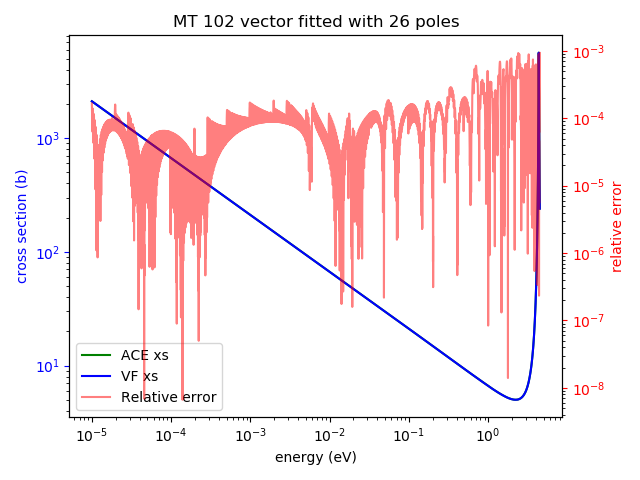 MT 102 vector fitted with 26 poles
cross section (b)
10³
10²
10¹
10⁻³
10⁻⁴
10⁻⁵
10⁻⁶
10⁻⁷
10⁻⁸
relative error
ACE xs
VF xs
Relative error
10⁻⁵ 10⁻⁴ 10⁻³ 10⁻² 10⁻¹ 10⁰
energy (eV)